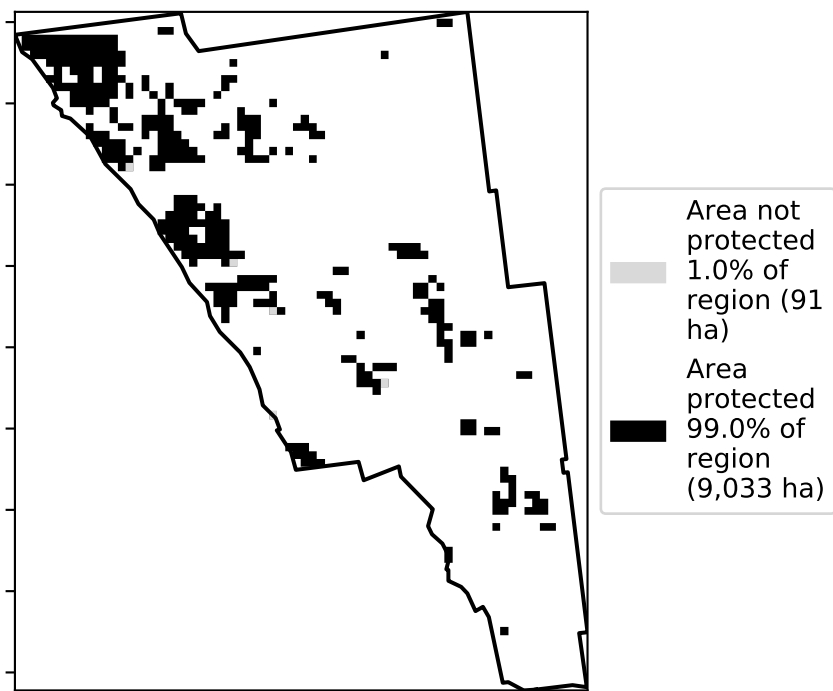 Area not
protected
1.0% of
region (91
ha)
Area
protected
99.0% of
region
(9,033 ha)